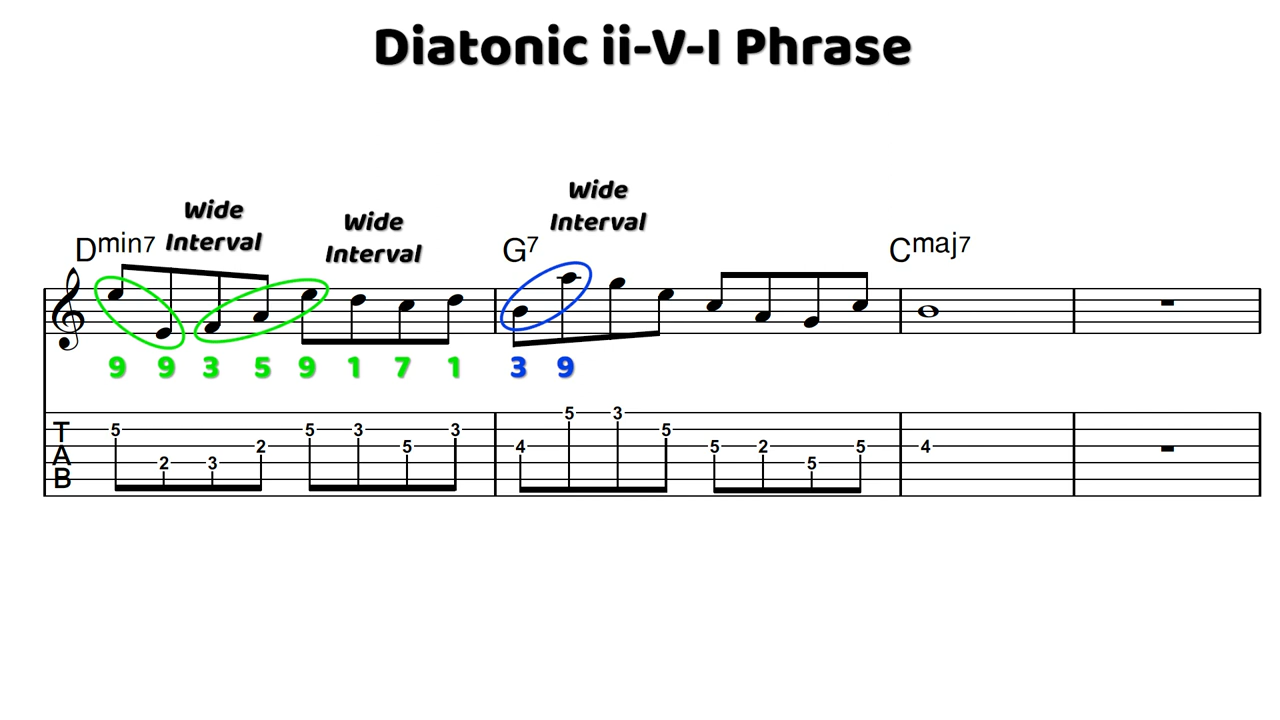 Diatonic ii-V-I Phrase
Wide
Interval
Wide
Interval
Wide
Interval
Dmin7 G7 Cmaj7
9 9 3 5 9 1 7 1 3 9
5 3
5 5 3 3 5
T 2 5 4 5 2 5 4
A 2 3 5
B